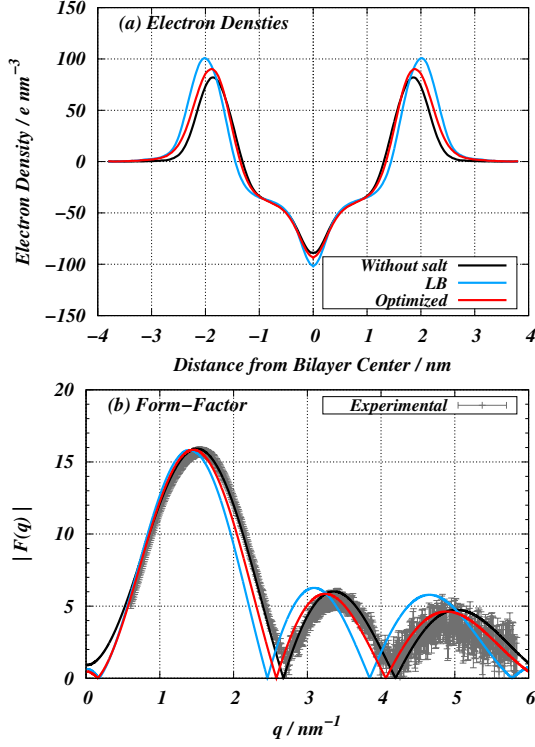 (a) Electron Densties
Electron Density / e nm⁻³
150
100
50
0
−50
−100
−150
Without salt
LB
Optimized
−4 −3 −2 −1 0 1 2 3 4
Distance from Bilayer Center / nm
(b) Form−Factor
Experimental
| F(q) |
20
15
10
5
0
0 1 2 3 4 5 6
q / nm⁻¹